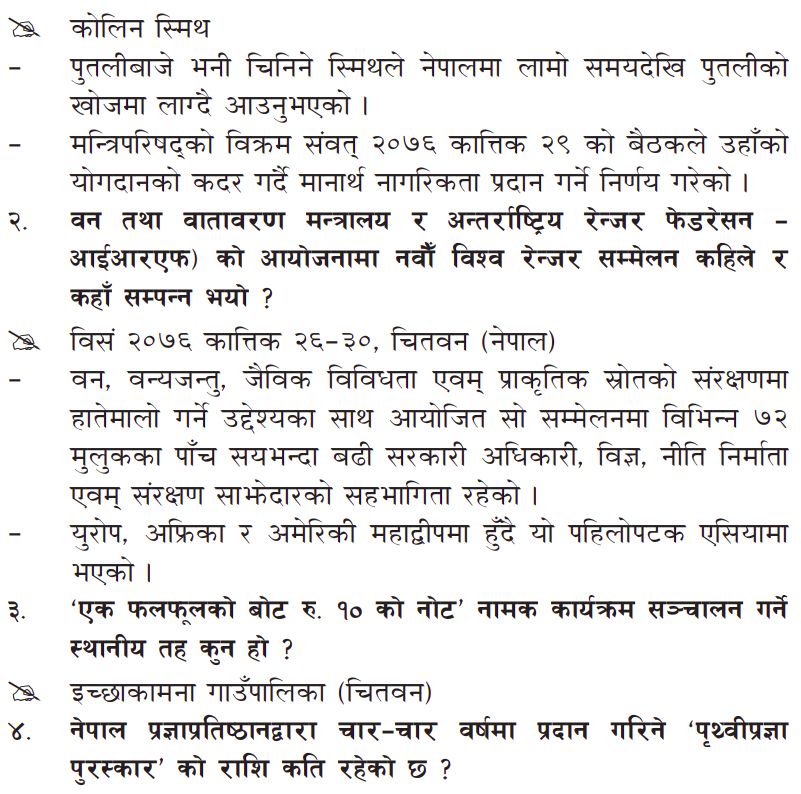 ✍ कोलिन स्मिथ
– पुतलीबाजे भनी चिनिने स्मिथले नेपालमा लामो समयदेखि पुतलीको
खोजमा लाग्दै आउनुभएको ।
– मन्त्रिपरिषद्को विक्रम संवत् २०७६ कात्तिक २९ को बैठकले उहाँको
योगदानको कदर गर्दै मानार्थ नागरिकता प्रदान गर्ने निर्णय गरेको ।
२. वन तथा वातावरण मन्त्रालय र अन्तर्राष्ट्रिय रेन्जर फेडरेसन –
आईआरएफ) को आयोजनामा नवौँ विश्व रेन्जर सम्मेलन कहिले र
कहाँ सम्पन्न भयो ?
✍ विसं २०७६ कात्तिक २६–३०, चितवन (नेपाल)
– वन, वन्यजन्तु, जैविक विविधता एवम् प्राकृतिक स्रोतको संरक्षणमा
हातेमालो गर्ने उद्देश्यका साथ आयोजित सो सम्मेलनमा विभिन्न ७२
मुलुकका पाँच सयभन्दा बढी सरकारी अधिकारी, विज्ञ, नीति निर्माता
एवम् संरक्षण साझेदारको सहभागिता रहेको ।
– युरोप, अफ्रिका र अमेरिकी महाद्वीपमा हुँदै यो पहिलोपटक एसियामा
भएको ।
३. ‘एक फलफूलको बोट रु. १० को नोट’ नामक कार्यक्रम सञ्चालन गर्ने
स्थानीय तह कुन हो ?
✍ इच्छाकामना गाउँपालिका (चितवन)
४. नेपाल प्रज्ञाप्रतिष्ठानद्वारा चार–चार वर्षमा प्रदान गरिने ‘पृथ्वीप्रज्ञा
पुरस्कार’ को राशि कति रहेको छ ?